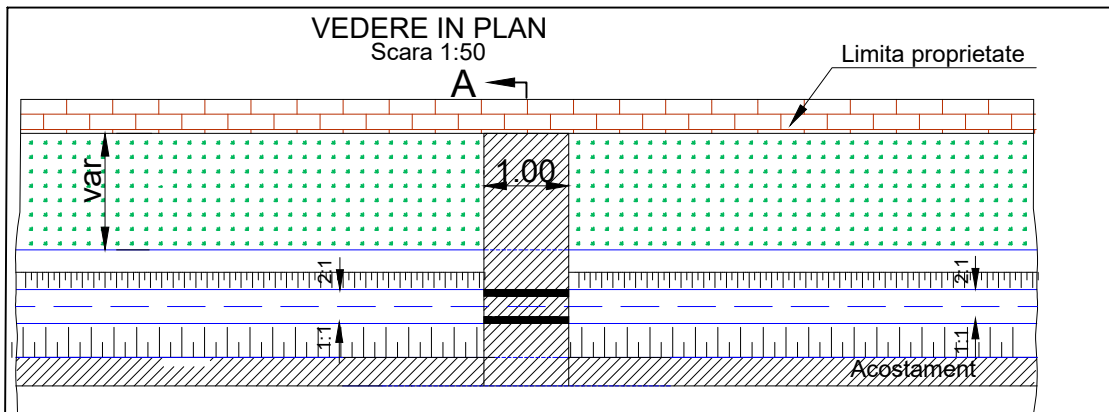 VEDERE IN PLAN
Scara 1:50
A
Limita proprietate
var
1.00
2:1
2:1
1:1
1:1
Acostament